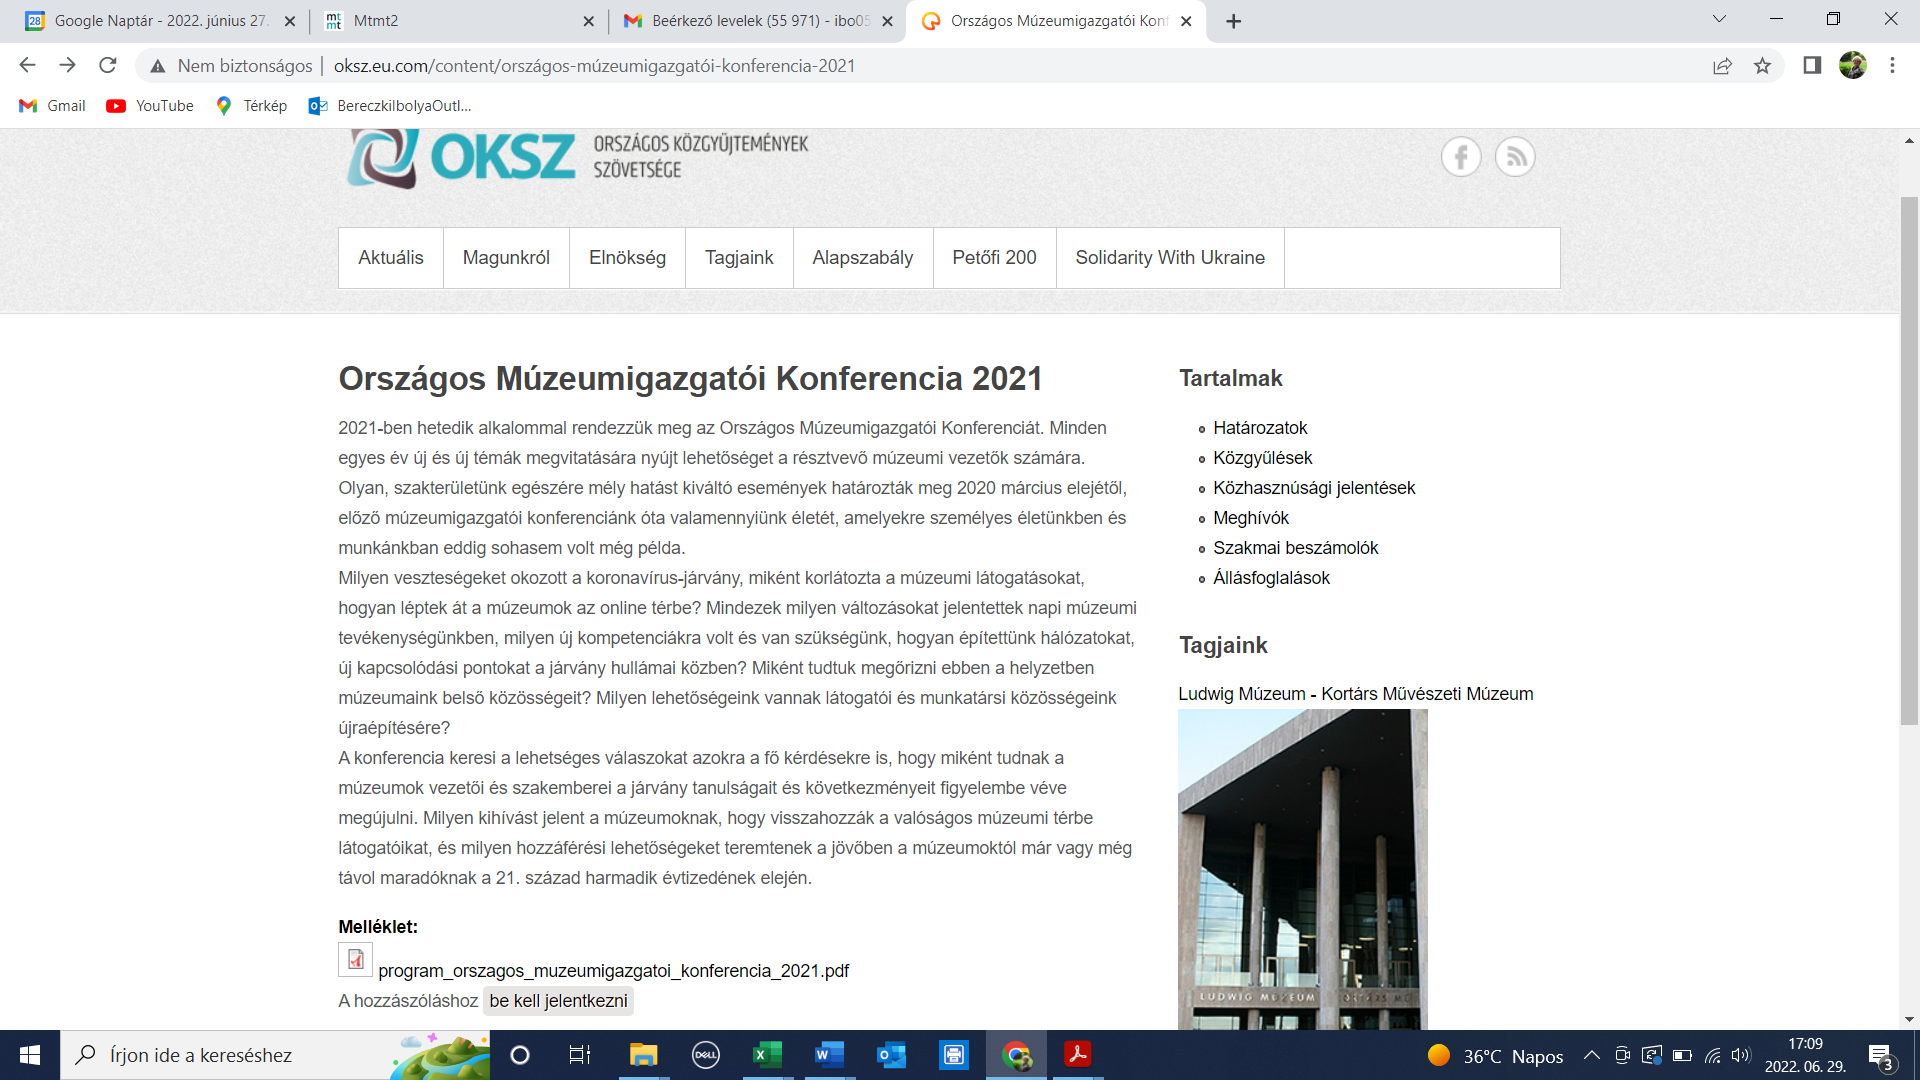 Google Naptár - 2022. június 27.
Mtmt2
Beérkező levelek (55 971) - ibo05
Országos Múzeumigazgatói Konf
Nem biztonságos
oksz.eu.com/content/országos-múzeumigazgatói-konferencia-2021
Gmail
YouTube
Térkép
BereczkiIbolyaOutl...
OKSZ
ORSZÁGOS KÖZGYŰJTEMÉNYEK
SZÖVETSÉGE
Aktuális
Magunkról
Elnökség
Tagjaink
Alapszabály
Petőfi 200
Solidarity With Ukraine
Országos Múzeumigazgatói Konferencia 2021
2021-ben hetedik alkalommal rendezzük meg az Országos Múzeumigazgatói Konferenciát. Minden
egyes év új és új témák megvitatására nyújt lehetőséget a résztvevő múzeumi vezetők számára.
Olyan, szakterületünk egészére mély hatást kiváltó események határozták meg 2020 március elejétől,
előző múzeumigazgatói konferenciánk óta valamennyiünk életét, amelyekre személyes életünkben és
munkánkban eddig sohasem volt még példa.
Milyen veszteségeket okozott a koronavírus-járvány, miként korlátozta a múzeumi látogatásokat,
hogyan léptek át a múzeumok az online térbe? Mindezek milyen változásokat jelentettek napi múzeumi
tevékenységünkben, milyen új kompetenciákra volt és van szükségünk, hogyan építettünk hálózatokat,
új kapcsolódási pontokat a járvány hullámai közben? Miként tudtuk megőrizni ebben a helyzetben
múzeumaink belső közösségeit? Milyen lehetőségeink vannak látogatói és munkatársi közösségeink
újraépítésére?
A konferencia keresi a lehetséges válaszokat azokra a fő kérdésekre is, hogy miként tudnak a
múzeumok vezetői és szakemberei a járvány tanulságait és következményeit figyelembe véve
megújulni. Milyen kihívást jelent a múzeumoknak, hogy visszahozzák a valóságos múzeumi térbe
látogatóikat, és milyen hozzáférési lehetőségeket teremtenek a jövőben a múzeumoktól már vagy még
távol maradóknak a 21. század harmadik évtizedének elején.
Melléklet:
program_orszagos_muzeumigazgatoi_konferencia_2021.pdf
A hozzászóláshoz be kell jelentkezni
Tartalmak
Határozatok
Közgyűlések
Közhasznúsági jelentések
Meghívók
Szakmai beszámolók
Állásfoglalások
Tagjaink
Ludwig Múzeum - Kortárs Művészeti Múzeum
LUDWIG MUZEUM
Írjon ide a kereséshez
DELL
36°C Napos
17:09
2022. 06. 29.
3